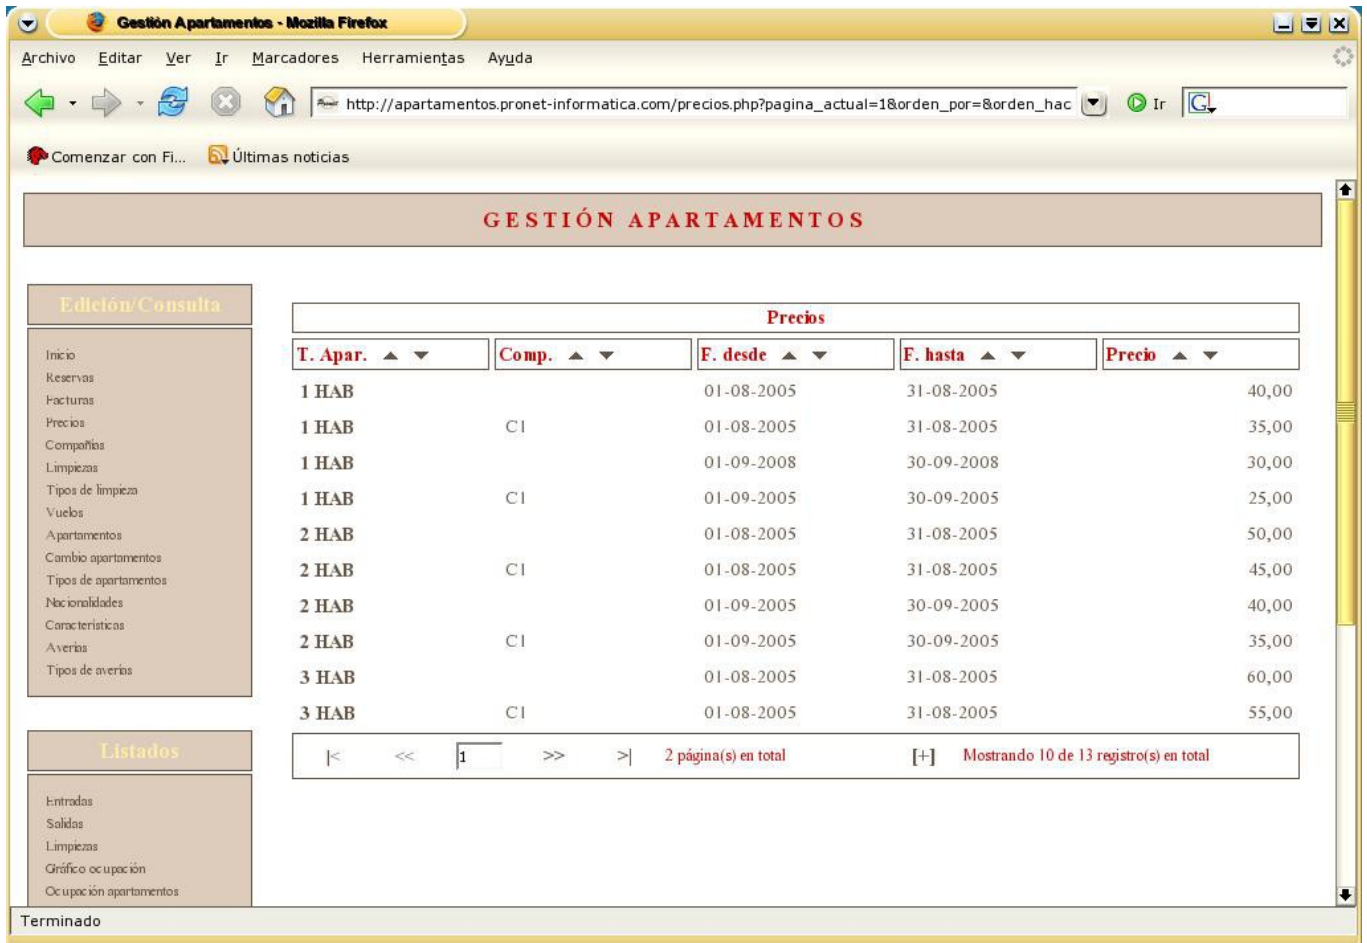 Gestión Apartamentos - Mozilla Firefox
Archivo Editar Ver Ir Marcadores Herramientas Ayuda
http://apartamentos.pronet-informatica.com/precios.php?pagina_actual=1&orden_por=&orden_hac Ir G
Comenzar con Fi... Últimas noticias
GESTIÓN APARTAMENTOS
Edición/Consulta
Inicio
Reservas
Facturas
Precios
Compañías
Limpiezas
Tipos de limpieza
Vuelos
Apartamentos
Cambio apartamentos
Tipos de apartamentos
Nacionalidades
Características
Averías
Tipos de averías
Listados
Entradas
Salidas
Limpiezas
Gráfico ocupación
Ocupación apartamentos
Precios
T. Apar. Comp. F. desde F. hasta Precio
1 HAB 01-08-2005 31-08-2005 40,00
1 HAB C1 01-08-2005 31-08-2005 35,00
1 HAB 01-09-2008 30-09-2008 30,00
1 HAB C1 01-09-2005 30-09-2005 25,00
2 HAB 01-08-2005 31-08-2005 50,00
2 HAB C1 01-08-2005 31-08-2005 45,00
2 HAB 01-09-2005 30-09-2005 40,00
2 HAB C1 01-09-2005 30-09-2005 35,00
3 HAB 01-08-2005 31-08-2005 60,00
3 HAB C1 01-08-2005 31-08-2005 55,00
|< << 1 >> >| 2 página(s) en total [+] Mostrando 10 de 13 registro(s) en total
Terminado